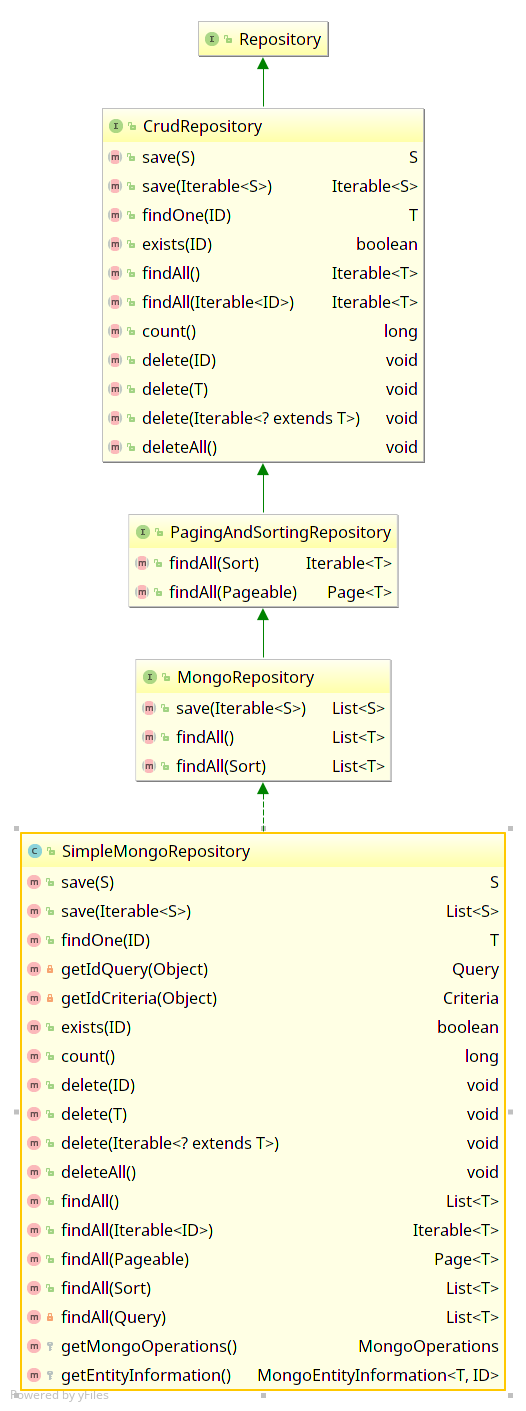 Repository
CrudRepository
save(S) S
save(Iterable<S>) Iterable<S>
findOne(ID) T
exists(ID) boolean
findAll() Iterable<T>
findAll(Iterable<ID>) Iterable<T>
count() long
delete(ID) void
delete(T) void
delete(Iterable<? extends T>) void
deleteAll() void
PagingAndSortingRepository
findAll(Sort) Iterable<T>
findAll(Pageable) Page<T>
MongoRepository
save(Iterable<S>) List<S>
findAll() List<T>
findAll(Sort) List<T>
SimpleMongoRepository
save(S) S
save(Iterable<S>) List<S>
findOne(ID) T
getIdQuery(Object) Query
getIdCriteria(Object) Criteria
exists(ID) boolean
count() long
delete(ID) void
delete(T) void
delete(Iterable<? extends T>) void
deleteAll() void
findAll() List<T>
findAll(Iterable<ID>) Iterable<T>
findAll(Pageable) Page<T>
findAll(Sort) List<T>
findAll(Query) List<T>
getMongoOperations() MongoOperations
getEntityInformation() MongoEntityInformation<T, ID>
Powered by yFiles